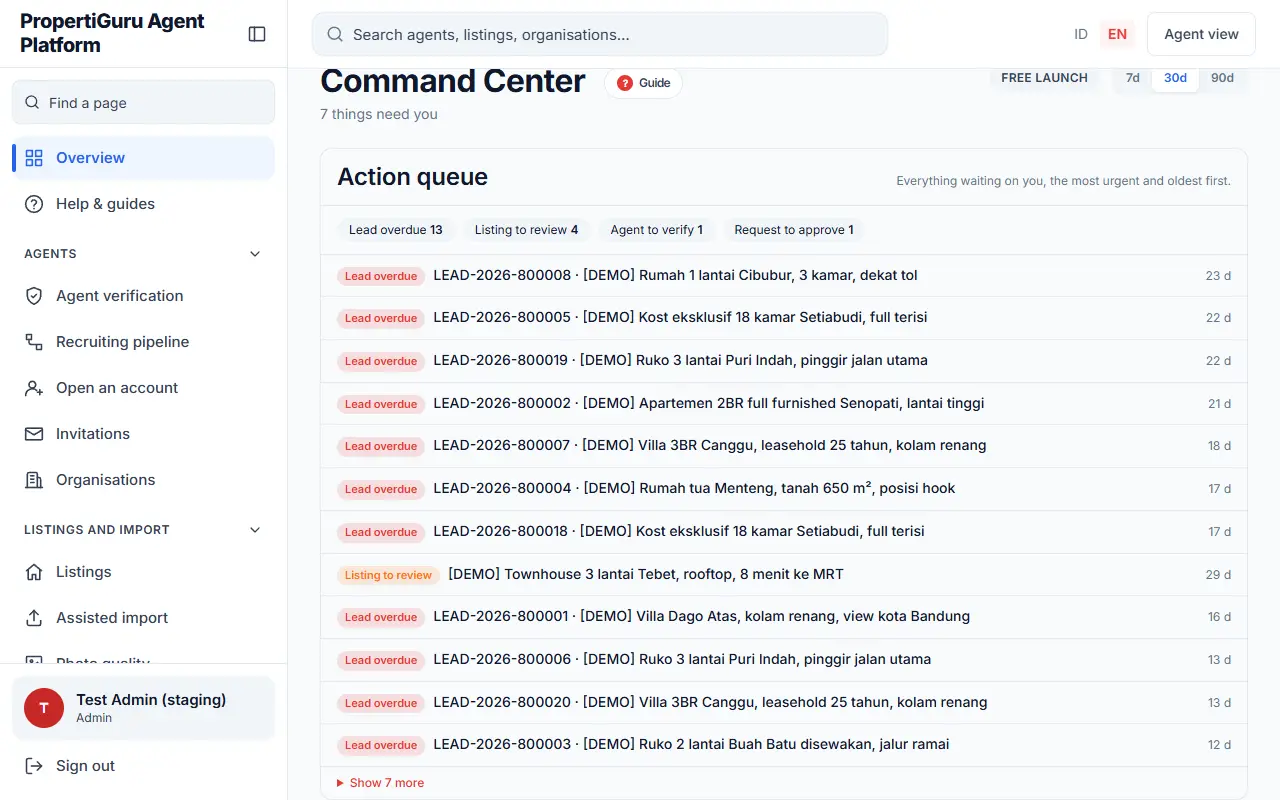 PropertiGuru Agent
Platform
Search agents, listings, organisations...
ID
EN
Agent view
Find a page
Overview
Help & guides
AGENTS
Agent verification
Recruiting pipeline
Open an account
Invitations
Organisations
LISTINGS AND IMPORT
Listings
Assisted import
Photo quality
T
Test Admin (staging)
Admin
Sign out
Command Center
? Guide
FREE LAUNCH
7d
30d
90d
7 things need you
Action queue
Everything waiting on you, the most urgent and oldest first.
Lead overdue 13
Listing to review 4
Agent to verify 1
Request to approve 1
Lead overdue LEAD-2026-800008 · [DEMO] Rumah 1 lantai Cibubur, 3 kamar, dekat tol 23 d
Lead overdue LEAD-2026-800005 · [DEMO] Kost eksklusif 18 kamar Setiabudi, full terisi 22 d
Lead overdue LEAD-2026-800019 · [DEMO] Ruko 3 lantai Puri Indah, pinggir jalan utama 22 d
Lead overdue LEAD-2026-800002 · [DEMO] Apartemen 2BR full furnished Senopati, lantai tinggi 21 d
Lead overdue LEAD-2026-800007 · [DEMO] Villa 3BR Canggu, leasehold 25 tahun, kolam renang 18 d
Lead overdue LEAD-2026-800004 · [DEMO] Rumah tua Menteng, tanah 650 m², posisi hook 17 d
Lead overdue LEAD-2026-800018 · [DEMO] Kost eksklusif 18 kamar Setiabudi, full terisi 17 d
Listing to review [DEMO] Townhouse 3 lantai Tebet, rooftop, 8 menit ke MRT 29 d
Lead overdue LEAD-2026-800001 · [DEMO] Villa Dago Atas, kolam renang, view kota Bandung 16 d
Lead overdue LEAD-2026-800006 · [DEMO] Ruko 3 lantai Puri Indah, pinggir jalan utama 13 d
Lead overdue LEAD-2026-800020 · [DEMO] Villa 3BR Canggu, leasehold 25 tahun, kolam renang 13 d
Lead overdue LEAD-2026-800003 · [DEMO] Ruko 2 lantai Buah Batu disewakan, jalur ramai 12 d
Show 7 more